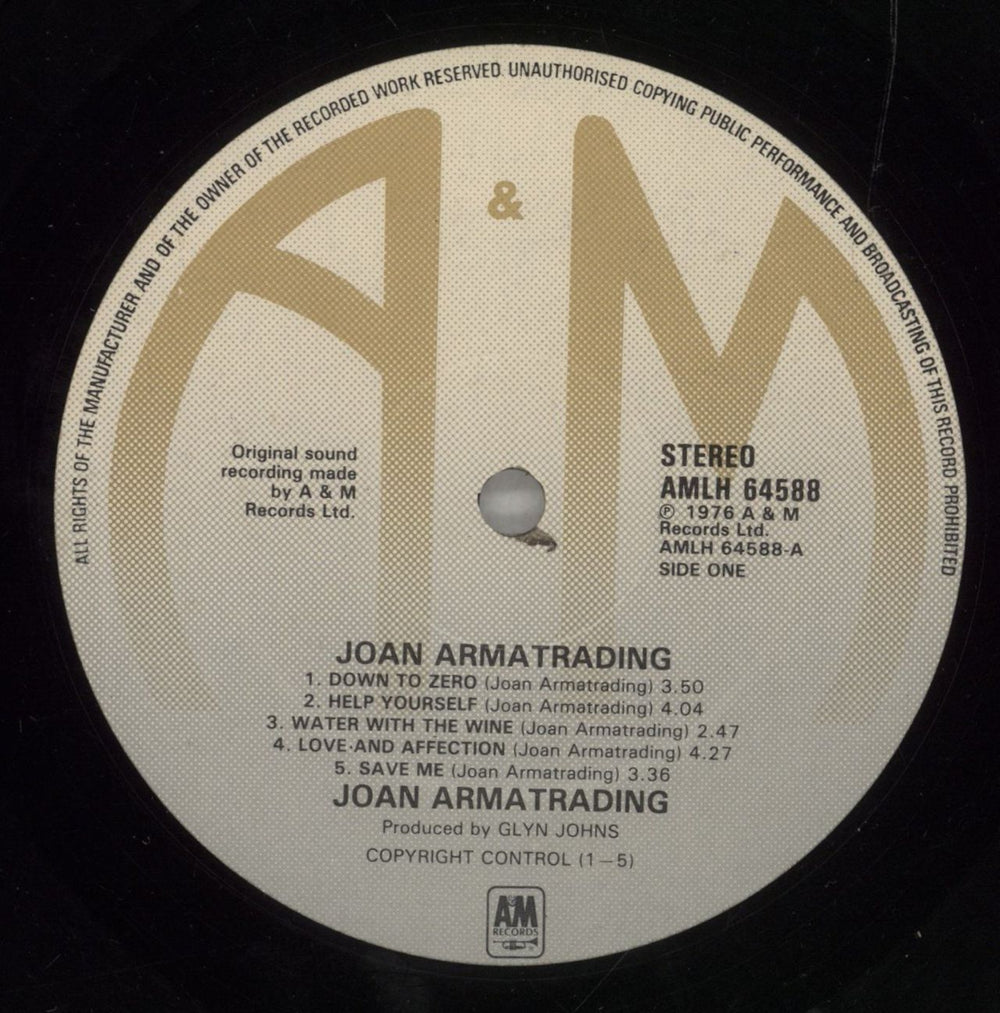 ALL RIGHTS OF THE MANUFACTURER AND OF THE OWNER OF THE RECORDED WORK RESERVED. UNAUTHORISED COPYING PUBLIC PERFORMANCE AND BROADCASTING OF THIS RECORD PROHIBITED
A & M
Original sound
recording made
by A & M
Records Ltd.
STEREO
AMLH 64588
℗ 1976 A & M
Records Ltd.
AMLH 64588-A
SIDE ONE
JOAN ARMATRADING
1. DOWN TO ZERO (Joan Armatrading) 3.50
2. HELP YOURSELF (Joan Armatrading) 4.04
3. WATER WITH THE WINE (Joan Armatrading) 2.47
4. LOVE·AND AFFECTION (Joan Armatrading) 4.27
5. SAVE ME (Joan Armatrading) 3.36
JOAN ARMATRADING
Produced by GLYN JOHNS
COPYRIGHT CONTROL (1—5)
AM
RECORDS